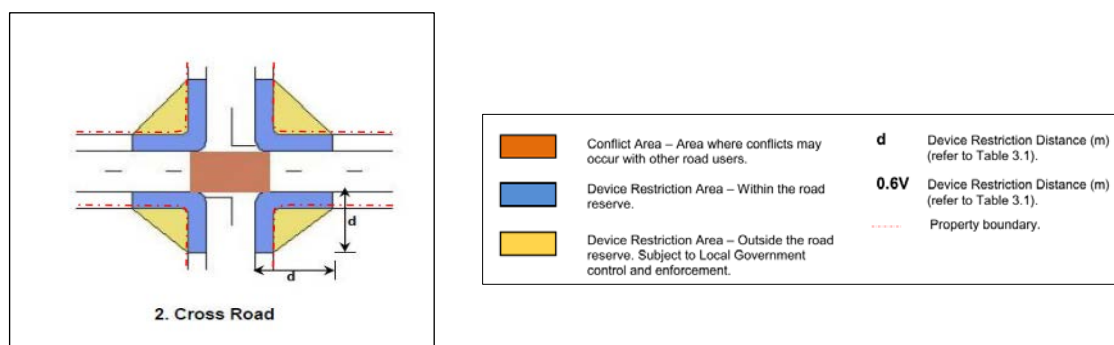 d
d
2. Cross Road
Conflict Area – Area where conflicts may
occur with other road users.
Device Restriction Area – Within the road
reserve.
Device Restriction Area – Outside the road
reserve. Subject to Local Government
control and enforcement.
d Device Restriction Distance (m)
(refer to Table 3.1).
0.6V Device Restriction Distance (m)
(refer to Table 3.1).
Property boundary.